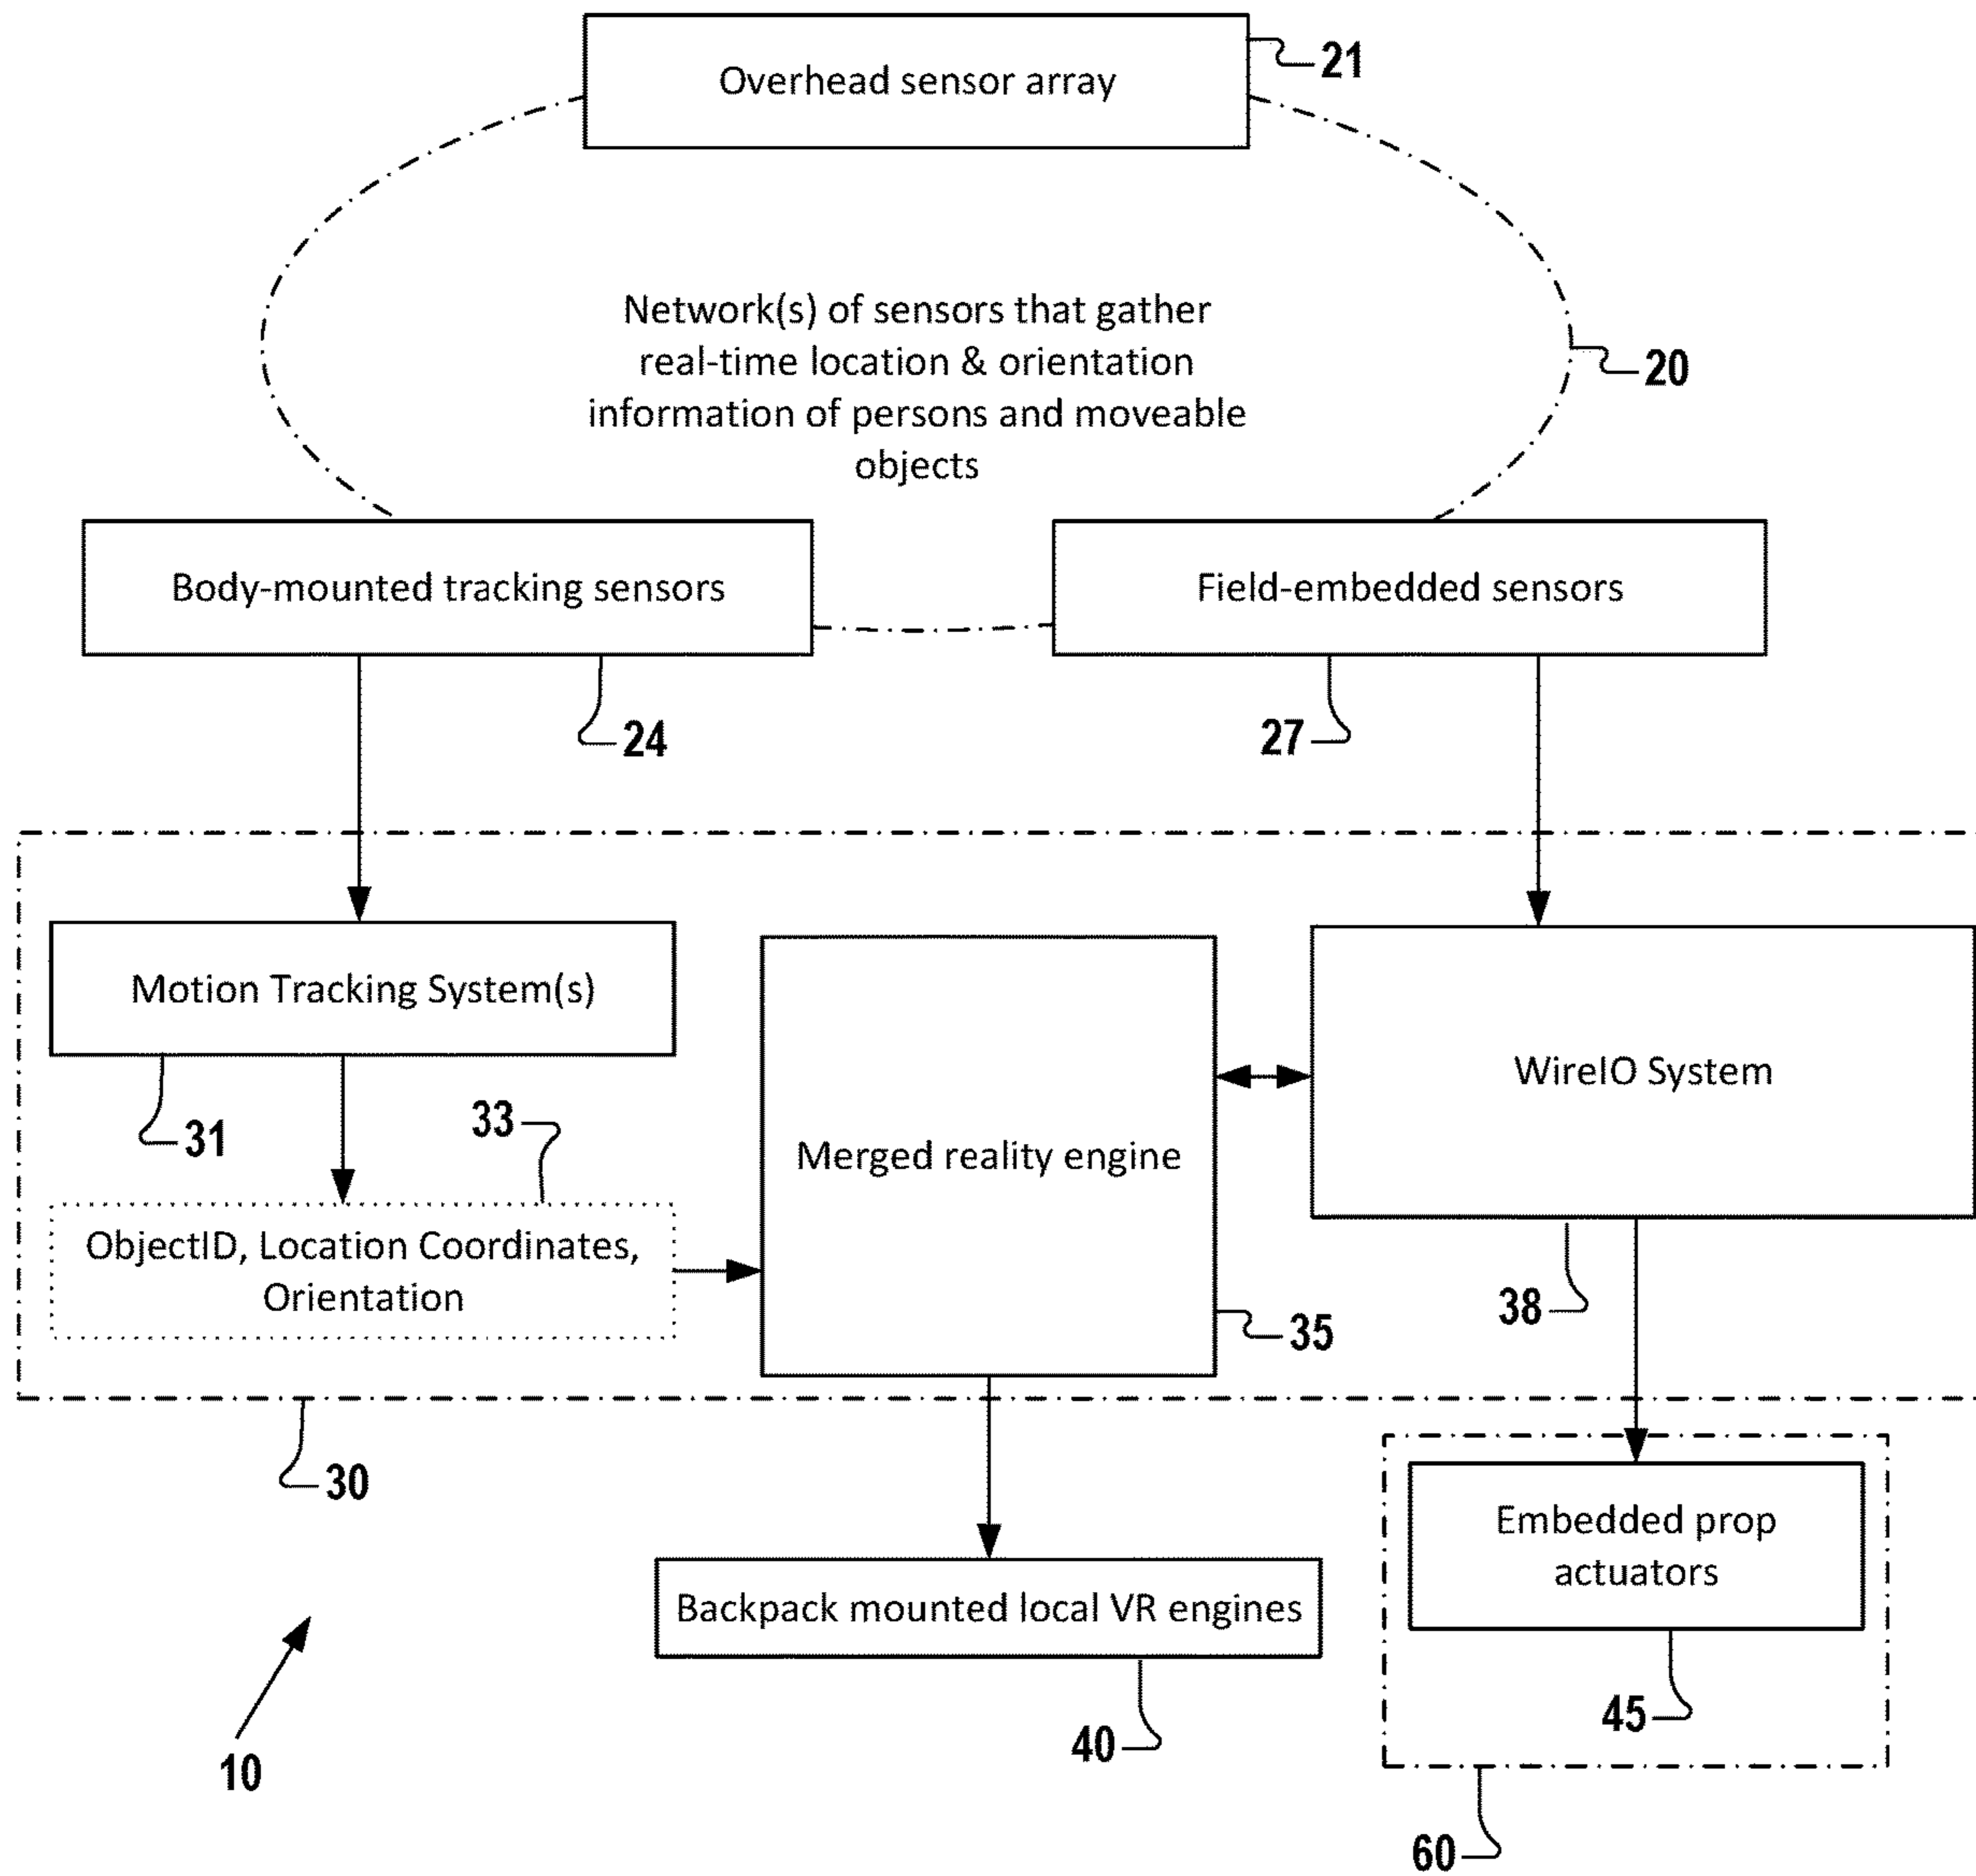 Overhead sensor array
21
Network(s) of sensors that gather
real-time location & orientation
information of persons and moveable
objects
20
Body-mounted tracking sensors
Field-embedded sensors
24
27
Motion Tracking System(s)
31
33
ObjectID, Location Coordinates,
Orientation
Merged reality engine
35
WireIO System
38
30
Embedded prop
actuators
45
Backpack mounted local VR engines
40
10
60